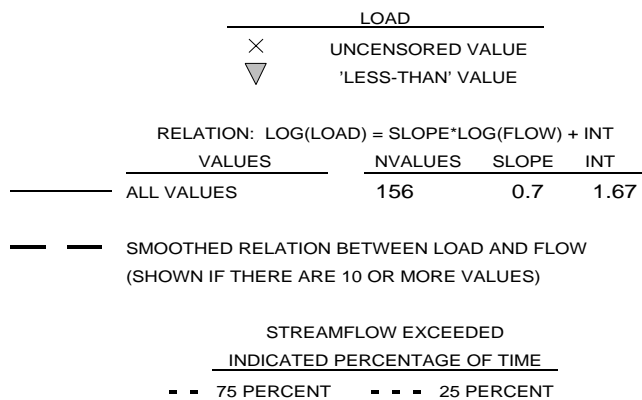 LOAD
UNCENSORED VALUE
'LESS-THAN' VALUE
RELATION: LOG(LOAD) = SLOPE*LOG(FLOW) + INT
VALUES NVALUES SLOPE INT
ALL VALUES 156 0.7 1.67
SMOOTHED RELATION BETWEEN LOAD AND FLOW
(SHOWN IF THERE ARE 10 OR MORE VALUES)
STREAMFLOW EXCEEDED
INDICATED PERCENTAGE OF TIME
75 PERCENT 25 PERCENT